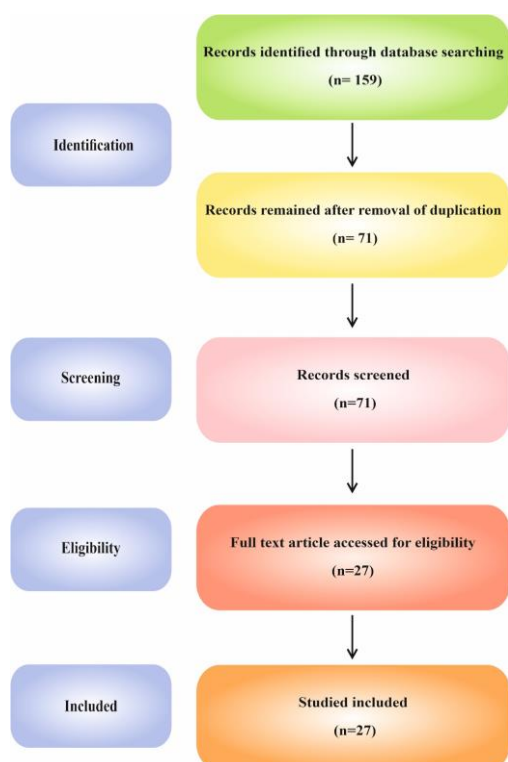 Records identified through database searching
(n= 159)
Identification
Records remained after removal of duplication
(n= 71)
Screening
Records screened
(n=71)
Eligibility
Full text article accessed for eligibility
(n=27)
Included
Studied included
(n=27)